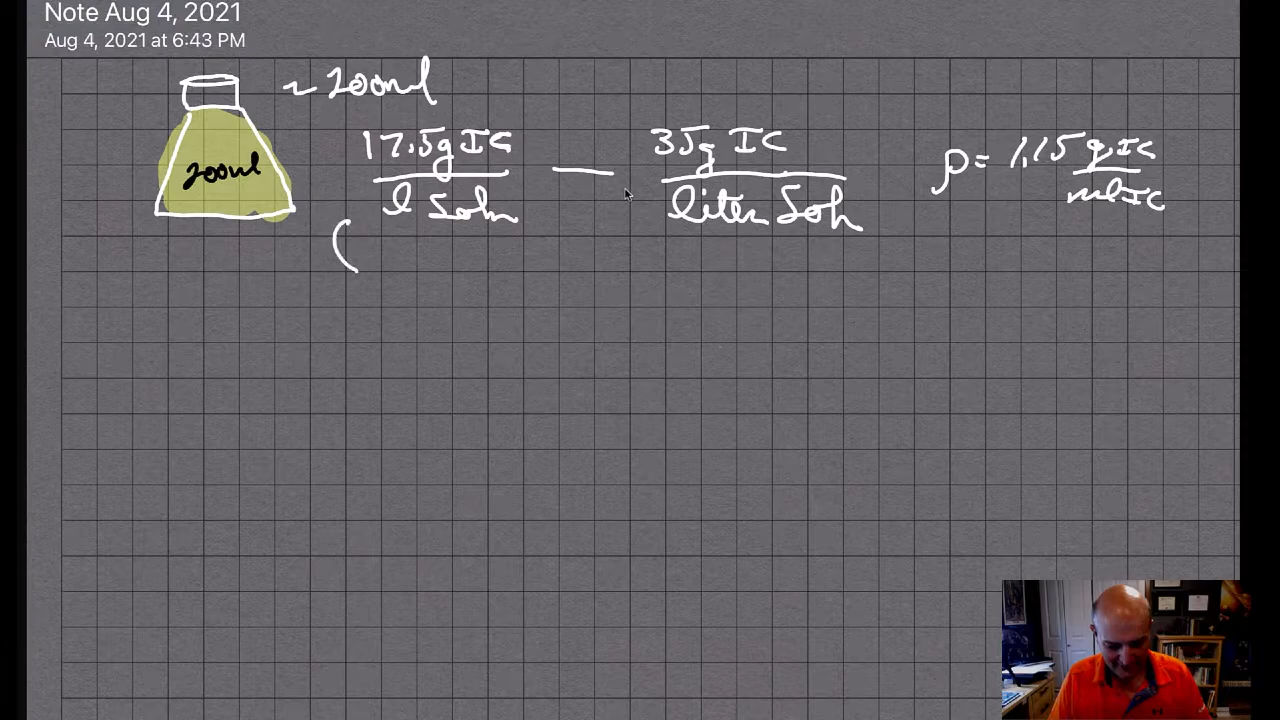 Note Aug 4, 2021
Aug 4, 2021 at 6:43 PM
~ 200ml
200ml
17.5g IC — 35g IC
l Soln liter Soln
ρ = 1.15 g IC
ml IC
(